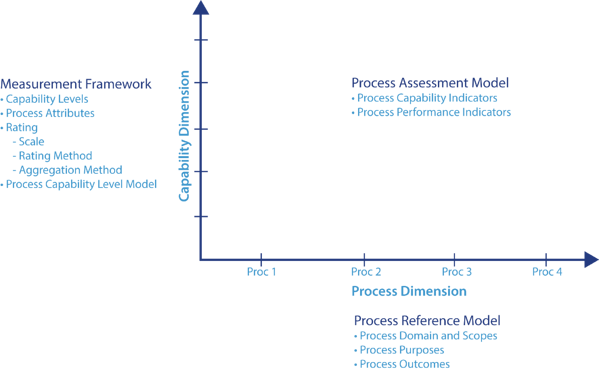 Measurement Framework
• Capability Levels
• Process Attributes
• Rating
- Scale
- Rating Method
- Aggregation Method
• Process Capability Level Model
Capability Dimension
Process Assessment Model
• Process Capability Indicators
• Process Performance Indicators
Proc 1 Proc 2 Proc 3 Proc 4
Process Dimension
Process Reference Model
• Process Domain and Scopes
• Process Purposes
• Process Outcomes